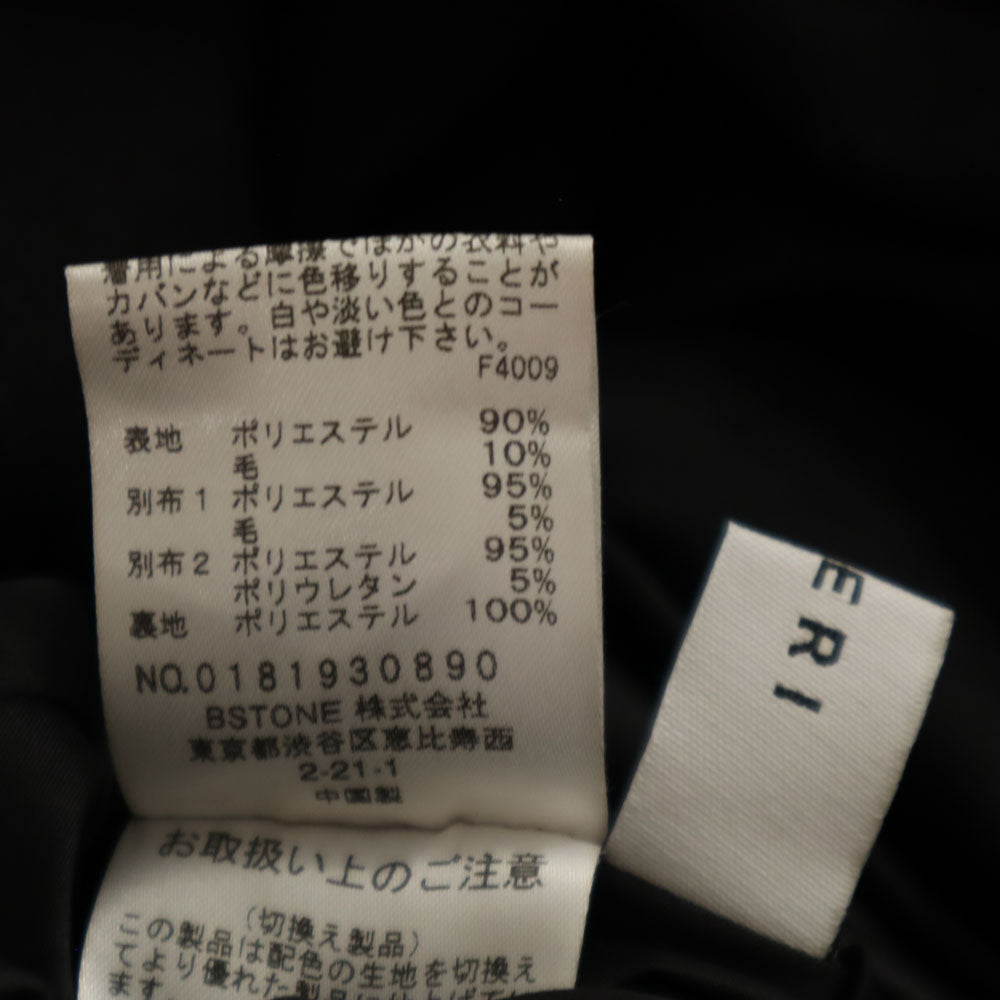 着用による摩擦でほかの衣料や
カバンなどに色移りすることが
あります。白や淡い色とのコー
ディネートはお避け下さい。
F4009
表地 ポリエステル 90%
毛 10%
別布1 ポリエステル 95%
毛 5%
別布2 ポリエステル 95%
ポリウレタン 5%
裏地 ポリエステル 100%
NO.0181930890
BSTONE 株式会社
東京都渋谷区恵比寿西
2-21-1
中国製
お取扱い上のご注意
(切換え製品)
この製品は配色の生地を切換え
てより優れた製品に仕上げてい
ます
ERI